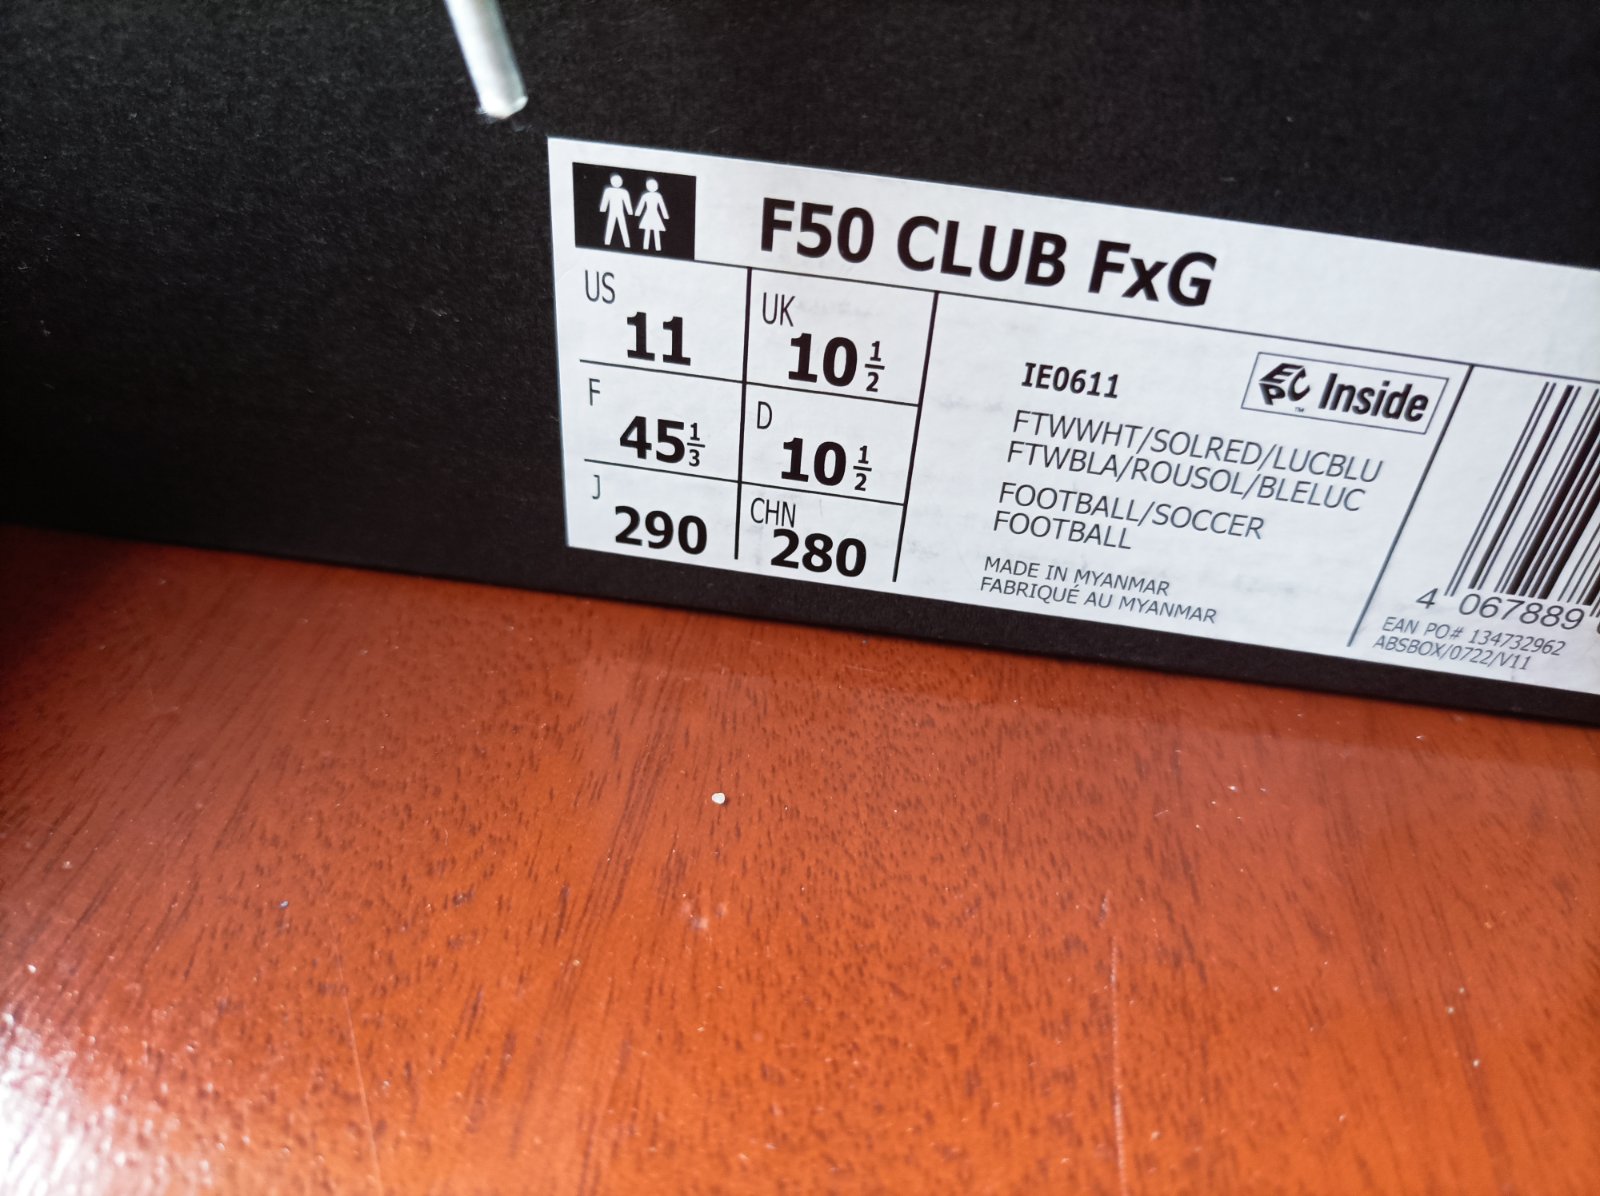 F50 CLUB FxG
US 11
UK 10 1/2
F 45 1/3
D 10 1/2
J 290
CHN 280
IE0611
EPC Inside
™
FTWWHT/SOLRED/LUCBLU
FTWBLA/ROUSOL/BLELUC
FOOTBALL/SOCCER
FOOTBALL
MADE IN MYANMAR
FABRIQUÉ AU MYANMAR
4 067889
EAN PO# 134732962
ABSBOX/0722/V11